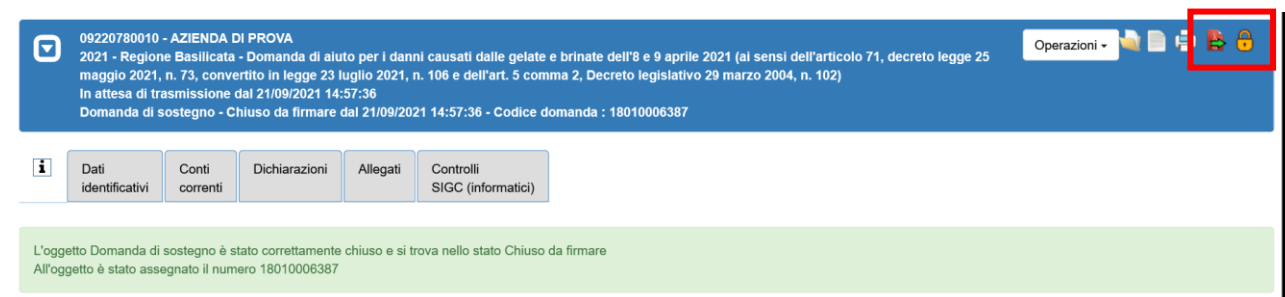 09220780010 - AZIENDA DI PROVA
2021 - Regione Basilicata - Domanda di aiuto per i danni causati dalle gelate e brinate dell'8 e 9 aprile 2021 (ai sensi dell'articolo 71, decreto legge 25
maggio 2021, n. 73, convertito in legge 23 luglio 2021, n. 106 e dell'art. 5 comma 2, Decreto legislativo 29 marzo 2004, n. 102)
In attesa di trasmissione dal 21/09/2021 14:57:36
Domanda di sostegno - Chiuso da firmare dal 21/09/2021 14:57:36 - Codice domanda : 18010006387
Operazioni
i
Dati
identificativi
Conti
correnti
Dichiarazioni
Allegati
Controlli
SIGC (informatici)
L'oggetto Domanda di sostegno è stato correttamente chiuso e si trova nello stato Chiuso da firmare
All'oggetto è stato assegnato il numero 18010006387